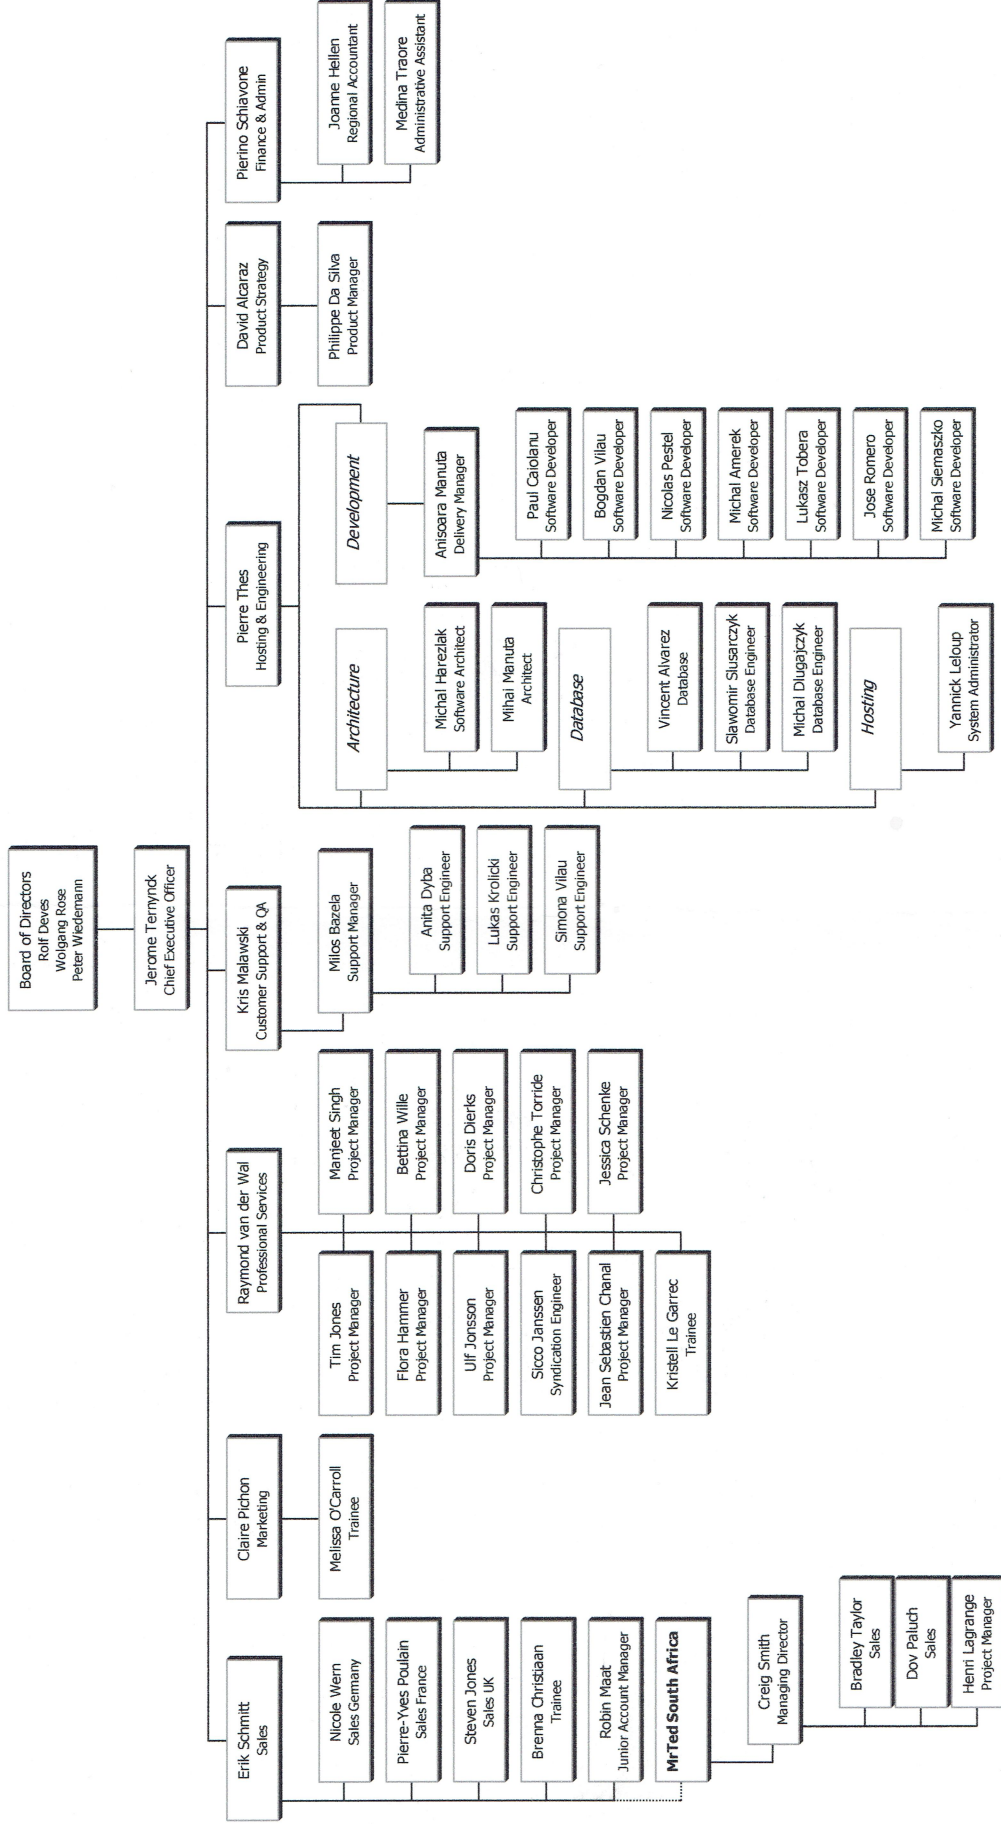 Board of Directors
Rolf Deves
Wolgang Rose
Peter Wiedemann
Jerome Ternynck
Chief Executive Officer
Erik Schmitt
Sales
Nicole Wern
Sales Germany
Pierre-Yves Poulain
Sales France
Steven Jones
Sales UK
Brenna Christiaan
Trainee
Robin Maat
Junior Account Manager
MrTed South Africa
Creig Smith
Managing Director
Bradley Taylor
Sales
Dov Paluch
Sales
Henri Lagrange
Project Manager
Claire Pichon
Marketing
Melissa O'Carroll
Trainee
Raymond van der Wal
Professional Services
Tim Jones
Project Manager
Manjeet Singh
Project Manager
Flora Hammer
Project Manager
Bettina Wille
Project Manager
Ulf Jonsson
Project Manager
Doris Dierks
Project Manager
Sicco Janssen
Syndication Engineer
Christophe Torride
Project Manager
Jean Sebastien Chanal
Project Manager
Jessica Schenke
Project Manager
Kristell Le Garrec
Trainee
Kris Malawski
Customer Support & QA
Milos Bazela
Support Manager
Anita Dyba
Support Engineer
Lukas Krolicki
Support Engineer
Simona Vilau
Support Engineer
Pierre Thes
Hosting & Engineering
Architecture
Michal Harezlak
Software Architect
Mihai Manuta
Architect
Database
Vincent Alvarez
Database
Slawomir Slusarczyk
Database Engineer
Michal Dlugajczyk
Database Engineer
Hosting
Yannick Leloup
System Administrator
Development
Anisoara Manuta
Delivery Manager
Paul Caiolanu
Software Developer
Bogdan Vilau
Software Developer
Nicolas Pestel
Software Developer
Michal Amerek
Software Developer
Lukasz Tobera
Software Developer
Jose Romero
Software Developer
Michal Siemaszko
Software Developer
David Alcaraz
Product Strategy
Philippe Da Silva
Product Manager
Pierino Schiavone
Finance & Admin
Joanne Hellen
Regional Accountant
Medina Traore
Administrative Assistant